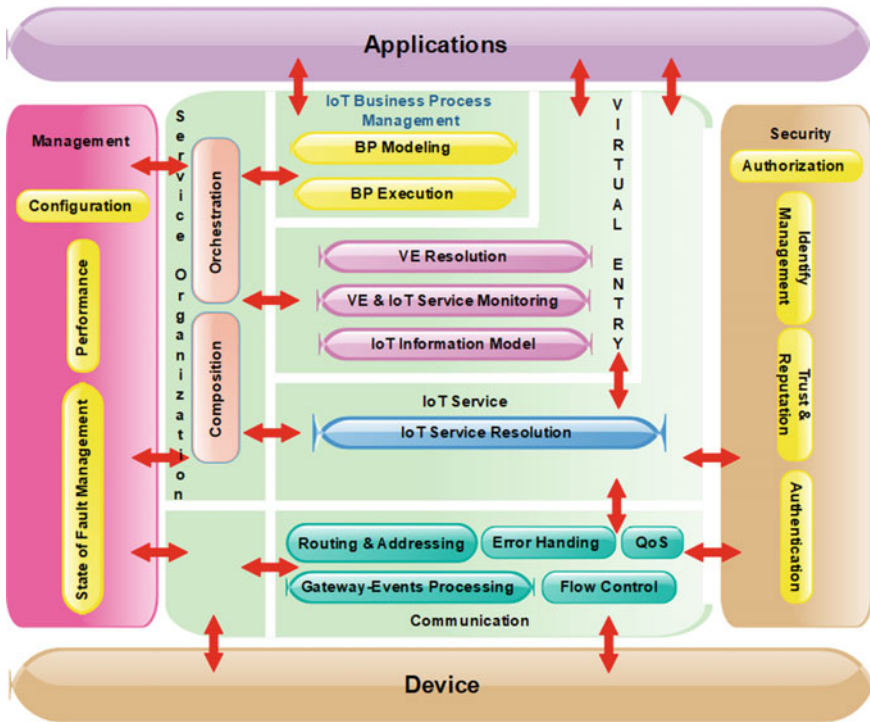 Applications
Management
Configuration
Performance
State of Fault Management
Service Organization
Orchestration
Composition
IoT Business Process
Management
BP Modeling
BP Execution
VIRTUAL ENTRY
VE Resolution
VE & IoT Service Monitoring
IoT Information Model
IoT Service
IoT Service Resolution
Routing & Addressing
Error Handing
QoS
Gateway-Events Processing
Flow Control
Communication
Security
Authorization
Identify
Management
Trust &
Reputation
Authentication
Device